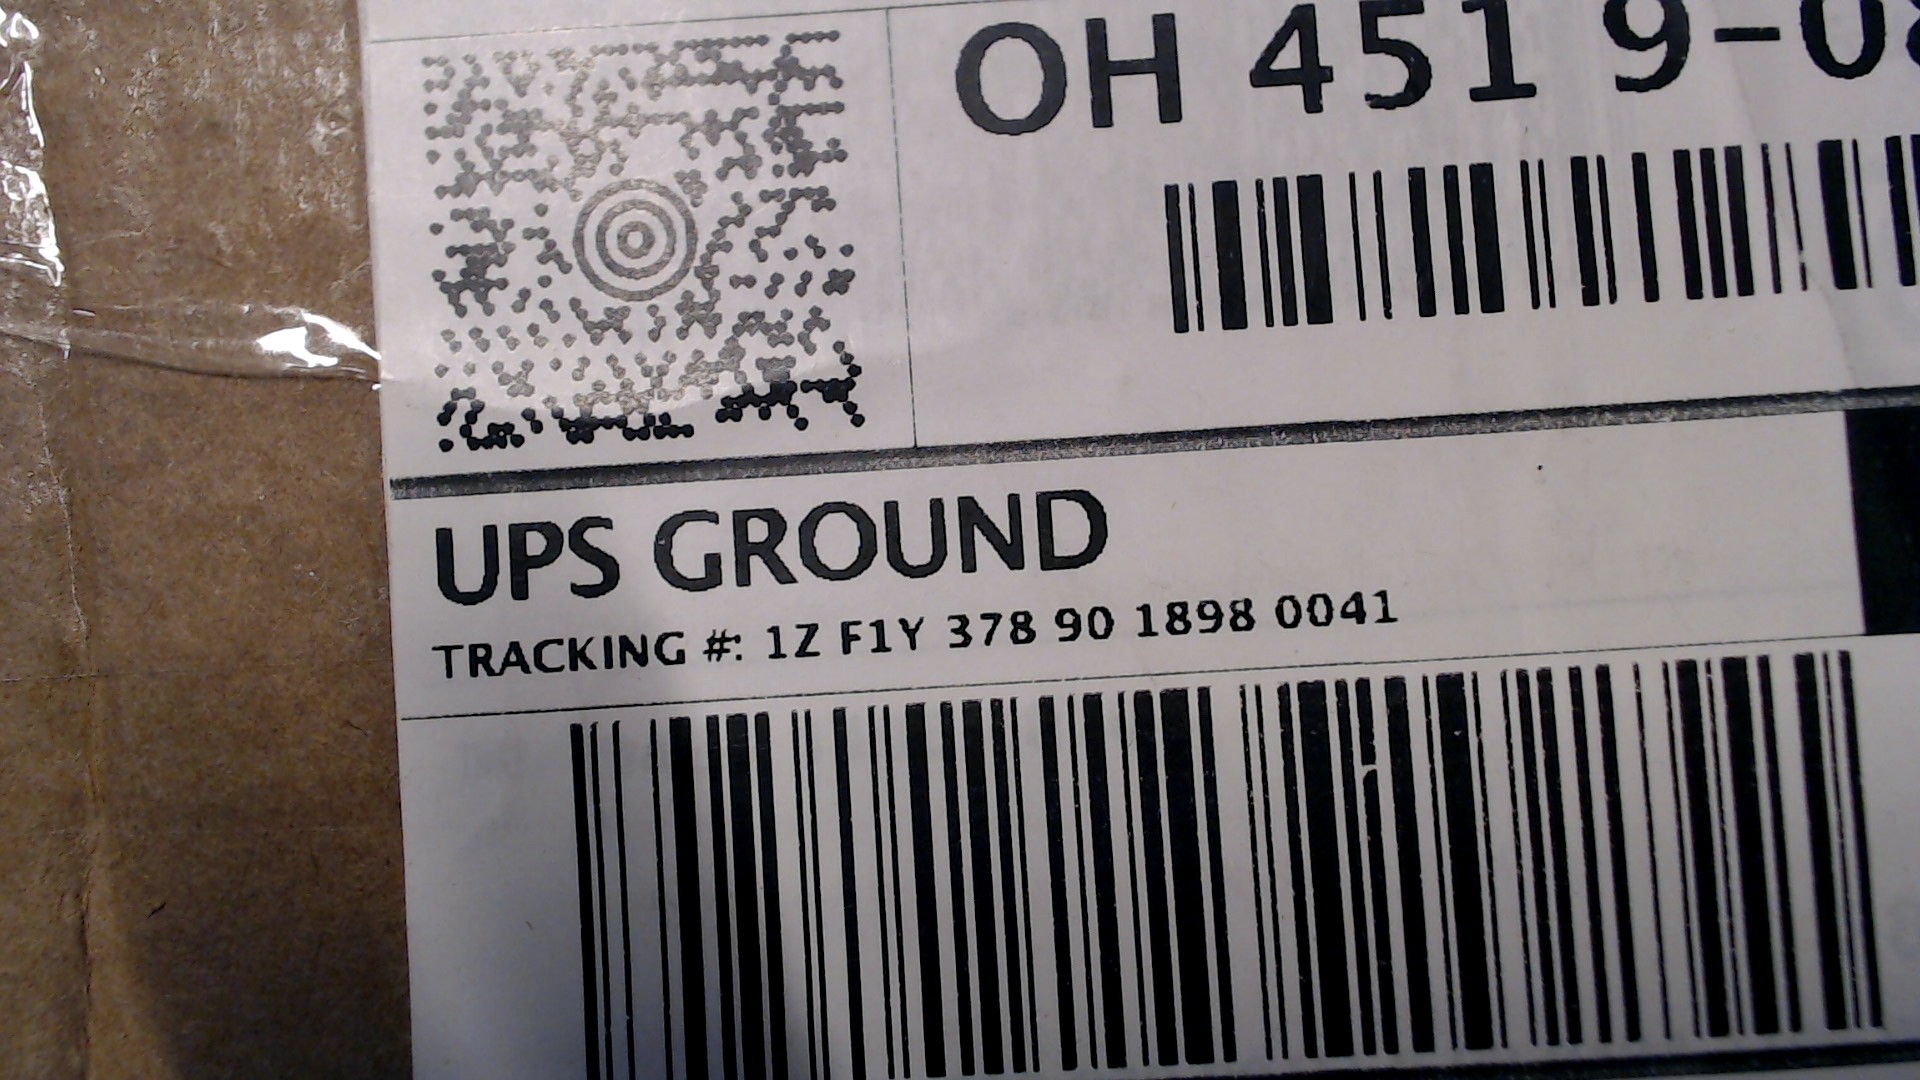 OH 451 9-0
UPS GROUND
TRACKING #: 1Z F1Y 378 90 1898 0041